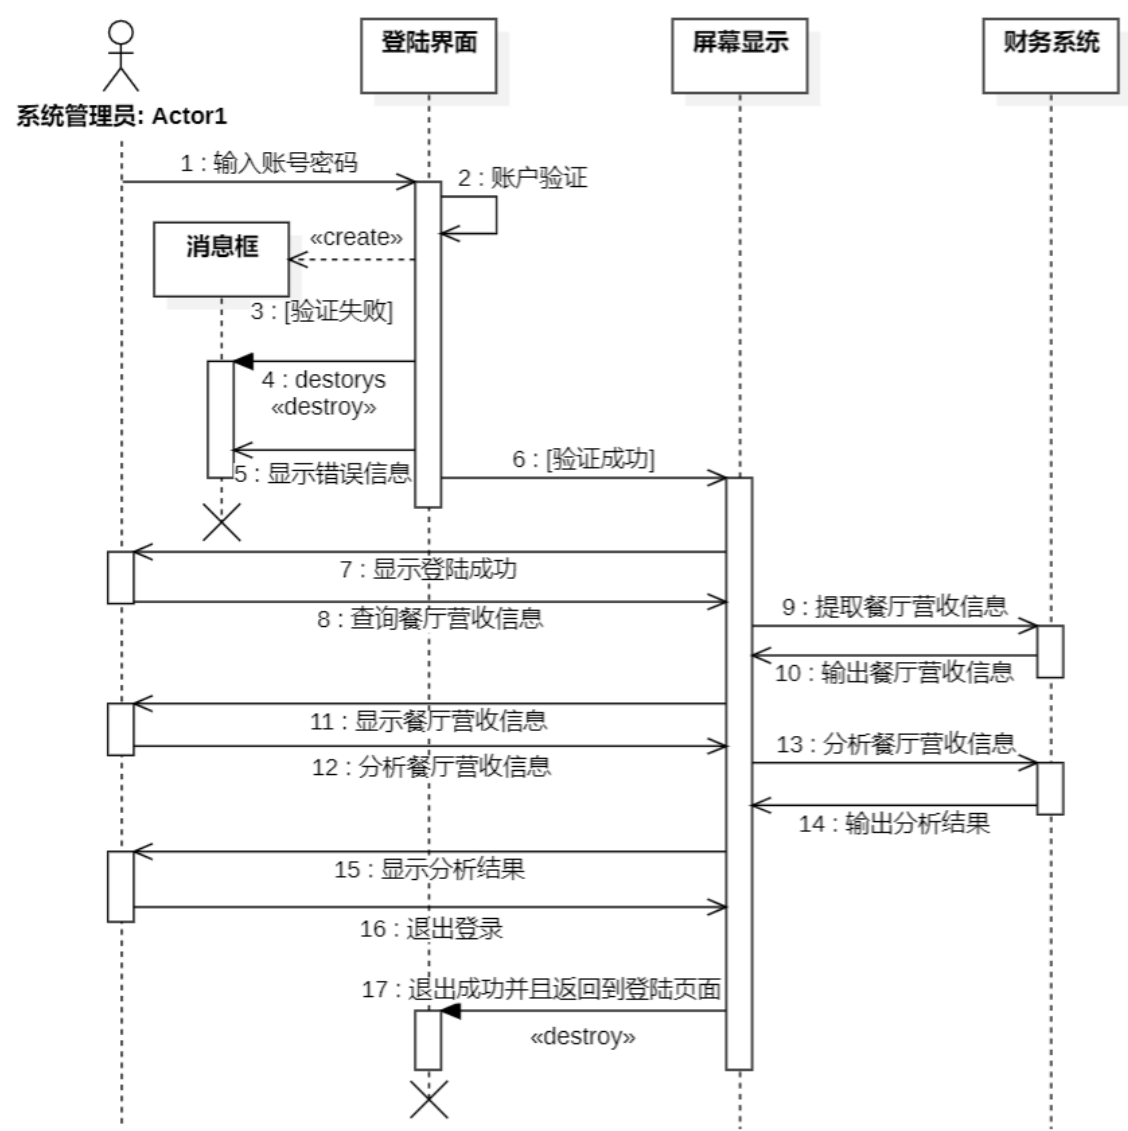 登陆界面
屏幕显示
财务系统
系统管理员: Actor1
1 : 输入账号密码
2 : 账户验证
消息框
«create»
3 : [验证失败]
4 : destorys
«destroy»
5 : 显示错误信息
6 : [验证成功]
7 : 显示登陆成功
8 : 查询餐厅营收信息
9 : 提取餐厅营收信息
10 : 输出餐厅营收信息
11 : 显示餐厅营收信息
12 : 分析餐厅营收信息
13 : 分析餐厅营收信息
14 : 输出分析结果
15 : 显示分析结果
16 : 退出登录
17 : 退出成功并且返回到登陆页面
«destroy»